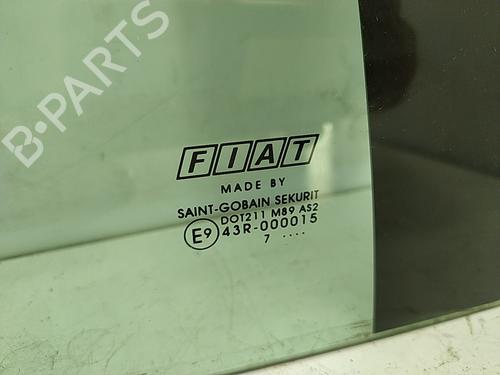 B-PARTS
FIAT
MADE BY
SAINT-GOBAIN SEKURIT
DOT211 M89 AS2
E9 43R-000015
7 ....